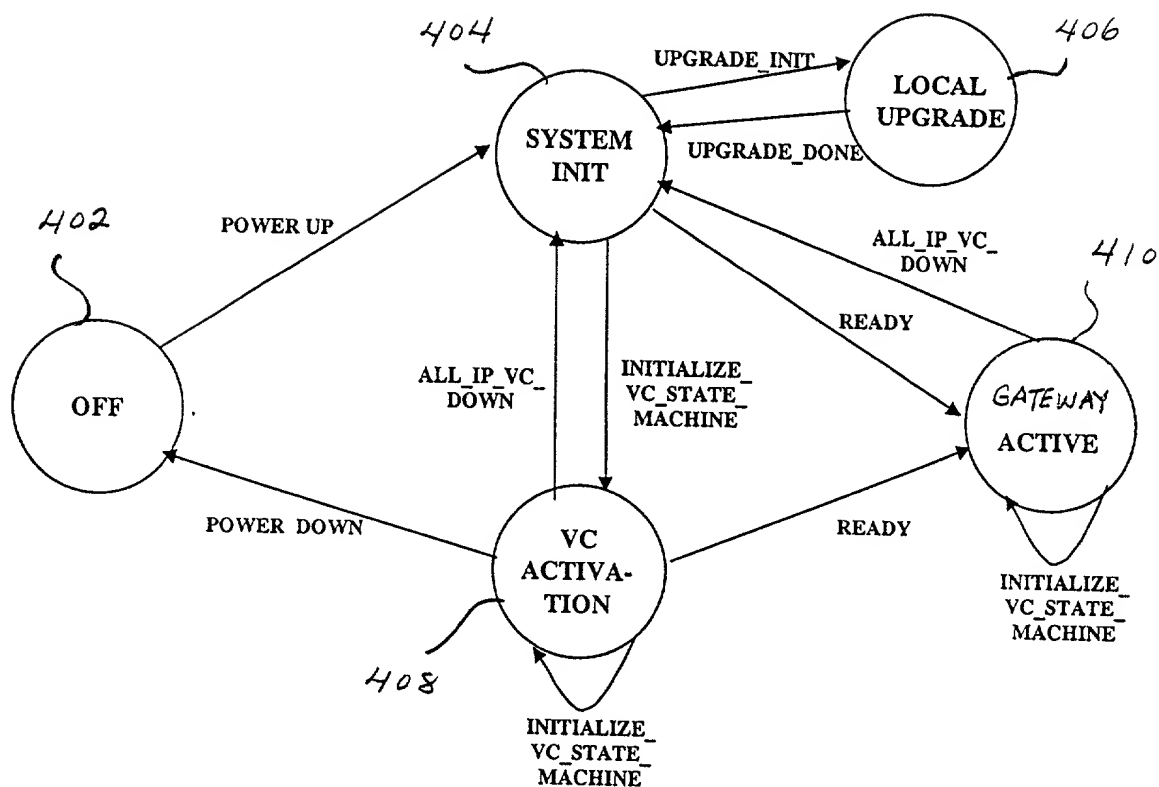 404
406
UPGRADE_INIT
LOCAL
UPGRADE
SYSTEM
INIT
UPGRADE_DONE
402
POWER UP
ALL_IP_VC_
DOWN
410
READY
OFF
ALL_IP_VC_
DOWN
INITIALIZE_
VC_STATE_
MACHINE
GATEWAY
ACTIVE
POWER DOWN
VC
ACTIVA-
TION
READY
INITIALIZE_
VC_STATE_
MACHINE
408
INITIALIZE_
VC_STATE_
MACHINE